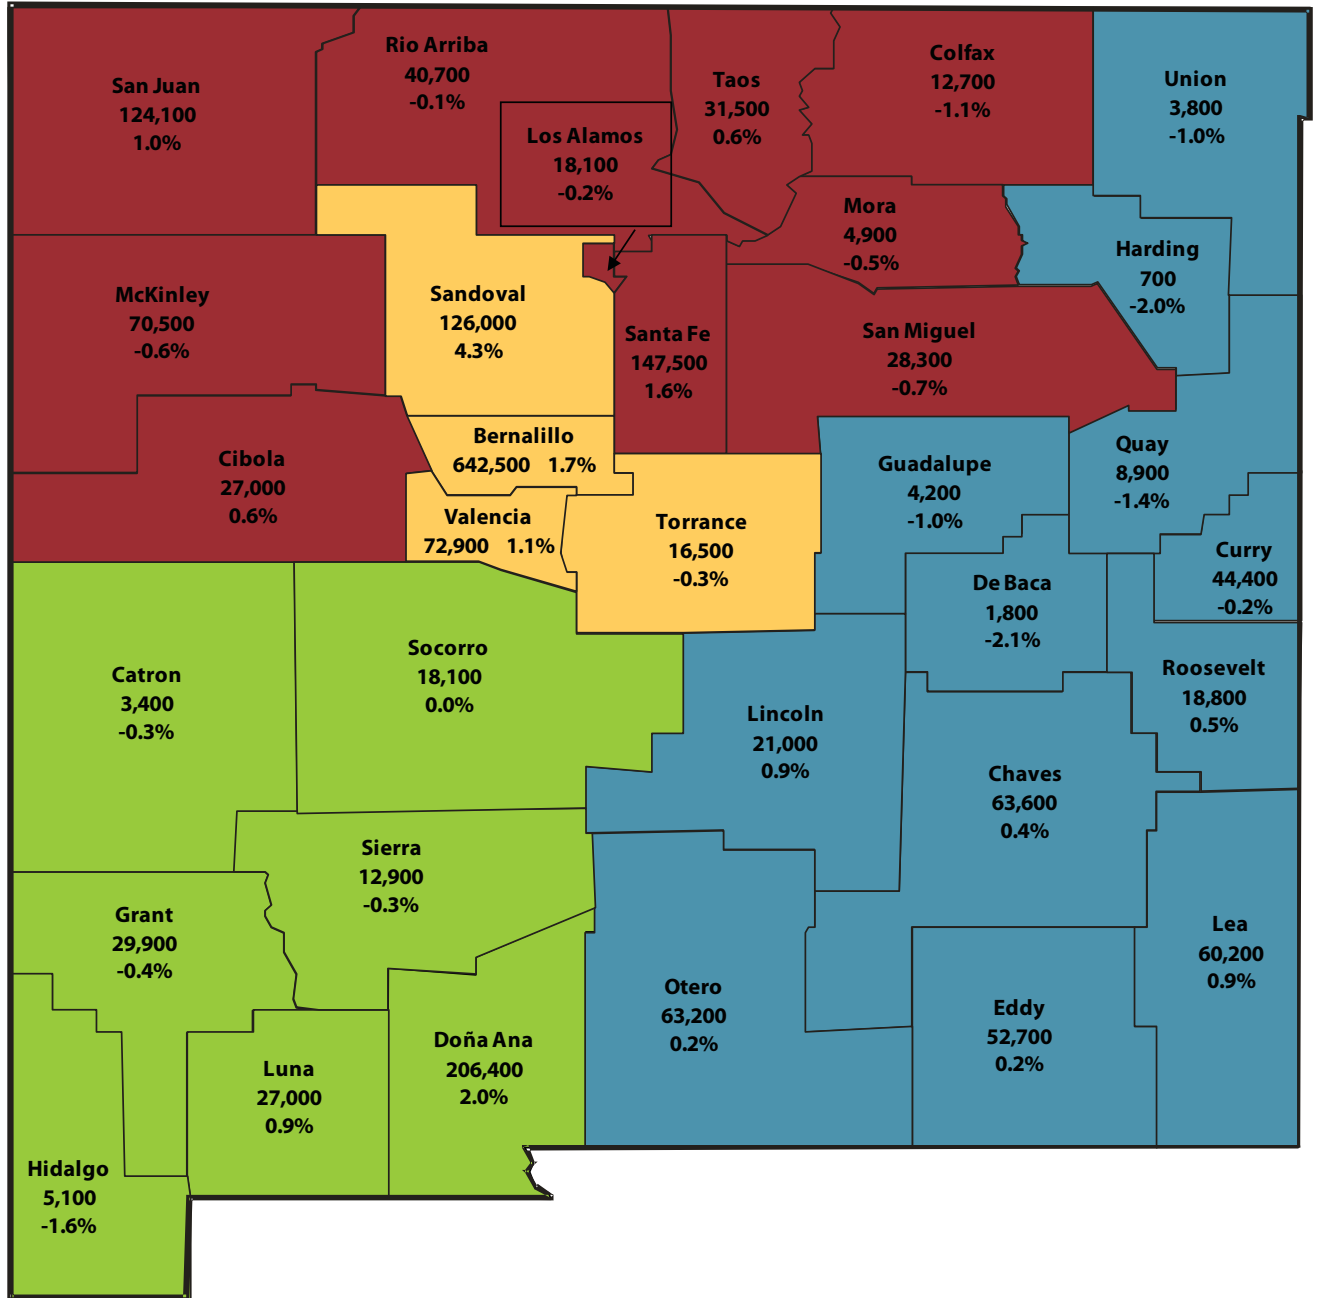 San Juan
124,100
1.0%
Rio Arriba
40,700
-0.1%
Los Alamos
18,100
-0.2%
Taos
31,500
0.6%
Colfax
12,700
-1.1%
Union
3,800
-1.0%
Mora
4,900
-0.5%
Harding
700
-2.0%
McKinley
70,500
-0.6%
Sandoval
126,000
4.3%
Santa Fe
147,500
1.6%
San Miguel
28,300
-0.7%
Cibola
27,000
0.6%
Bernalillo
642,500 1.7%
Valencia
72,900 1.1%
Torrance
16,500
-0.3%
Guadalupe
4,200
-1.0%
Quay
8,900
-1.4%
Curry
44,400
-0.2%
De Baca
1,800
-2.1%
Roosevelt
18,800
0.5%
Catron
3,400
-0.3%
Socorro
18,100
0.0%
Lincoln
21,000
0.9%
Chaves
63,600
0.4%
Sierra
12,900
-0.3%
Grant
29,900
-0.4%
Lea
60,200
0.9%
Otero
63,200
0.2%
Eddy
52,700
0.2%
Doña Ana
206,400
2.0%
Luna
27,000
0.9%
Hidalgo
5,100
-1.6%